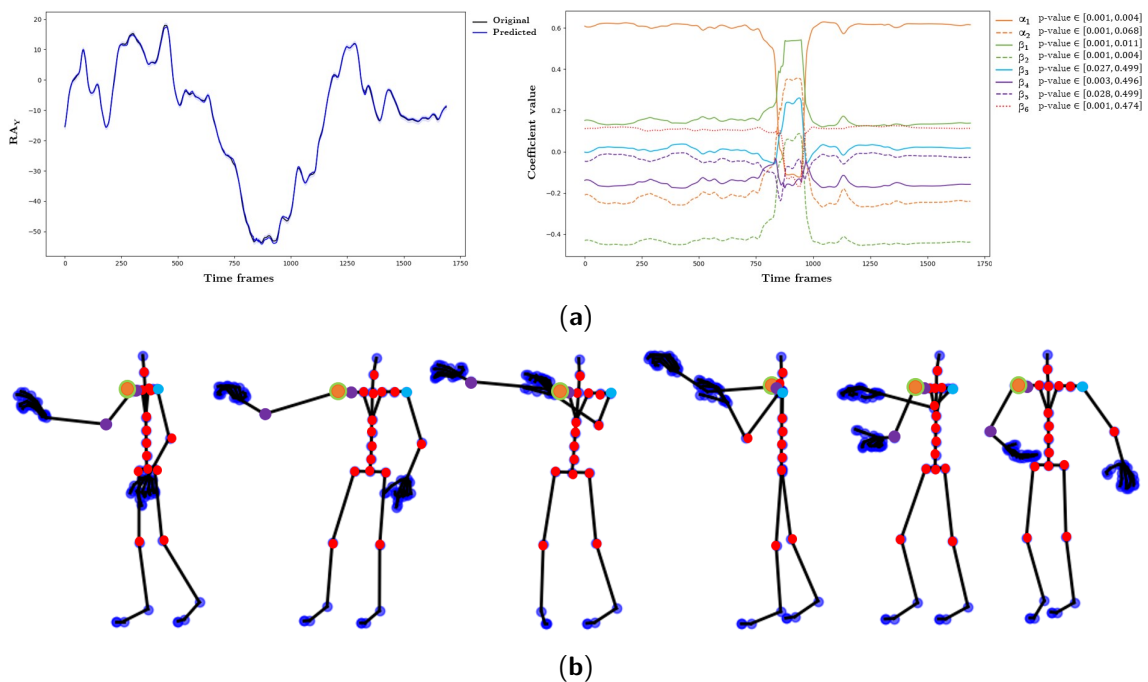 Original
Predicted
20
10
0
−10
−20
−30
−40
−50
RA_Y
0 250 500 750 1000 1250 1500 1750
Time frames
0.6
0.4
0.2
0.0
−0.2
−0.4
Coefficient value
0 250 500 750 1000 1250 1500 1750
Time frames
α₁ p-value ∈ [0.001, 0.004]
α₂ p-value ∈ [0.001, 0.068]
β₁ p-value ∈ [0.001, 0.011]
β₂ p-value ∈ [0.001, 0.004]
β₃ p-value ∈ [0.027, 0.499]
β₄ p-value ∈ [0.003, 0.496]
β₅ p-value ∈ [0.028, 0.499]
β₆ p-value ∈ [0.001, 0.474]
(a)
(b)